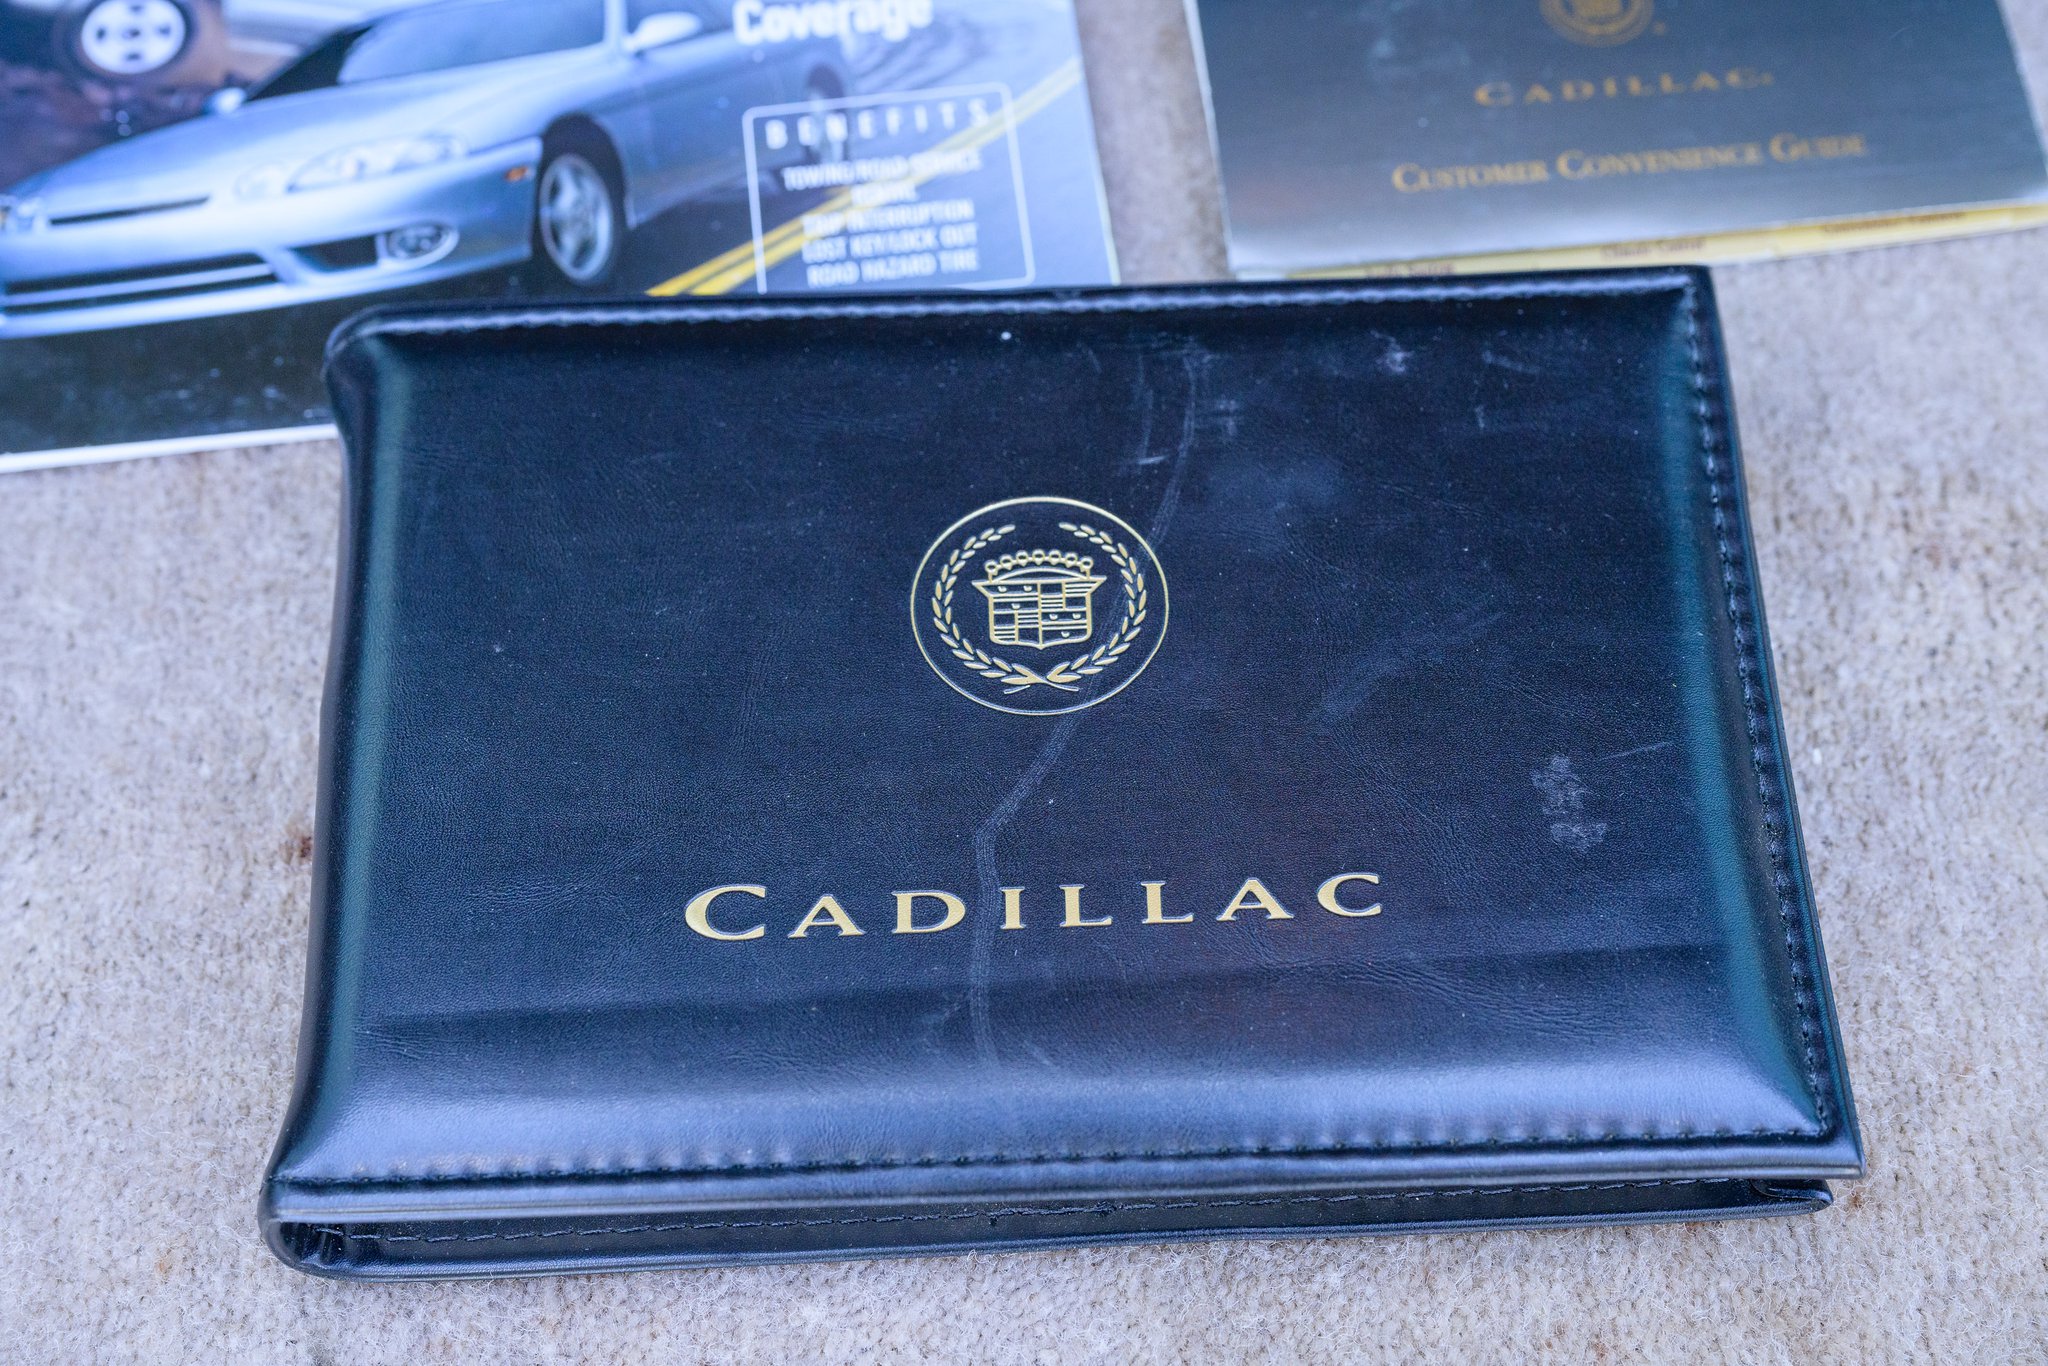 Coverage
BENEFITS
TOWING/ROAD SERVICE
RENTAL
TRIP INTERRUPTION
LOST KEY/LOCK OUT
ROAD HAZARD TIRE
CADILLAC
CUSTOMER CONVENIENCE GUIDE
CADILLAC